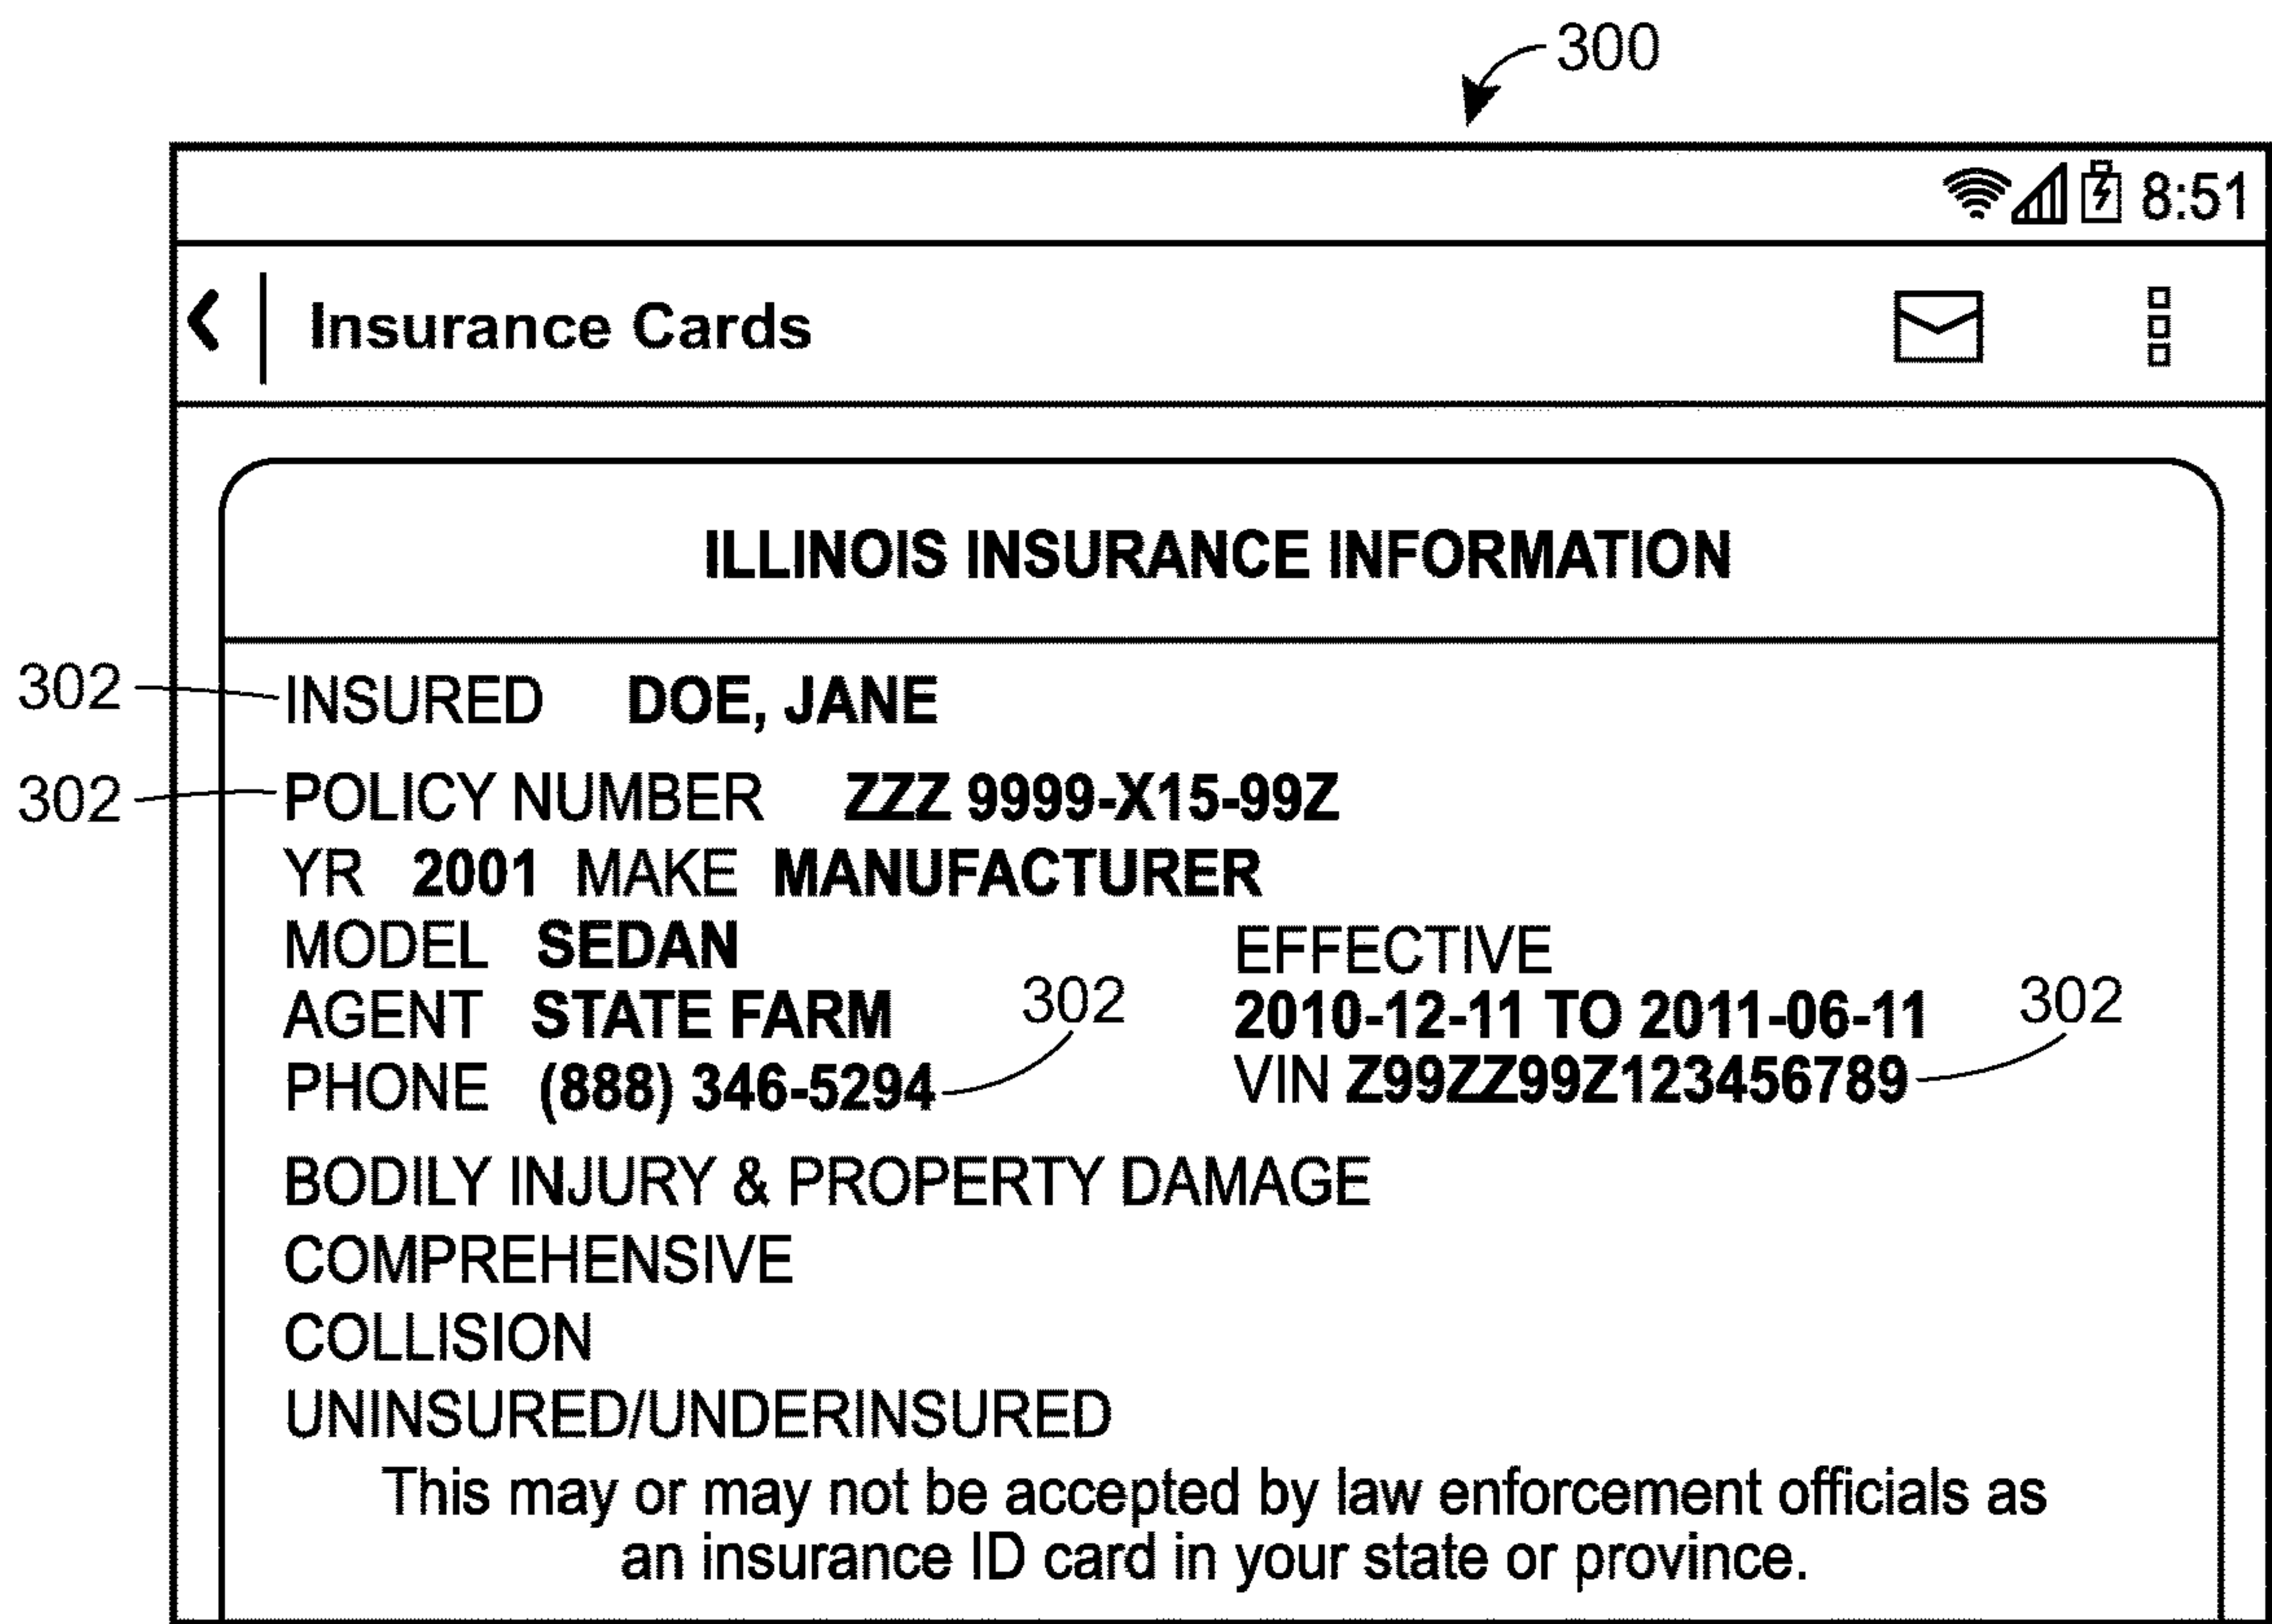 300
8:51
Insurance Cards
ILLINOIS INSURANCE INFORMATION
302 INSURED DOE, JANE
302 POLICY NUMBER ZZZ 9999-X15-99Z
YR 2001 MAKE MANUFACTURER
MODEL SEDAN EFFECTIVE
AGENT STATE FARM 302 2010-12-11 TO 2011-06-11 302
PHONE (888) 346-5294 VIN Z99ZZ99Z123456789
BODILY INJURY & PROPERTY DAMAGE
COMPREHENSIVE
COLLISION
UNINSURED/UNDERINSURED
This may or may not be accepted by law enforcement officials as
an insurance ID card in your state or province.